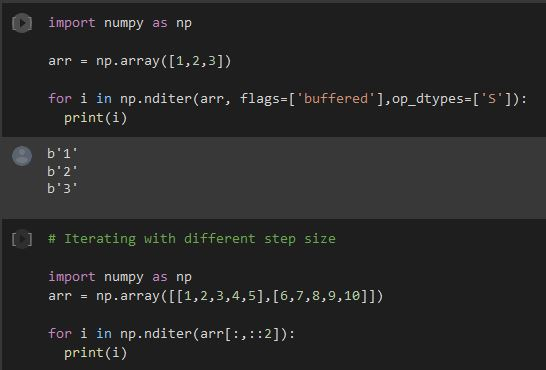 import numpy as np
arr = np.array([1,2,3])
for i in np.nditer(arr, flags=['buffered'],op_dtypes=['S']):
  print(i)
b'1'
b'2'
b'3'
# Iterating with different step size
import numpy as np
arr = np.array([[1,2,3,4,5],[6,7,8,9,10]])
for i in np.nditer(arr[:,::2]):
  print(i)